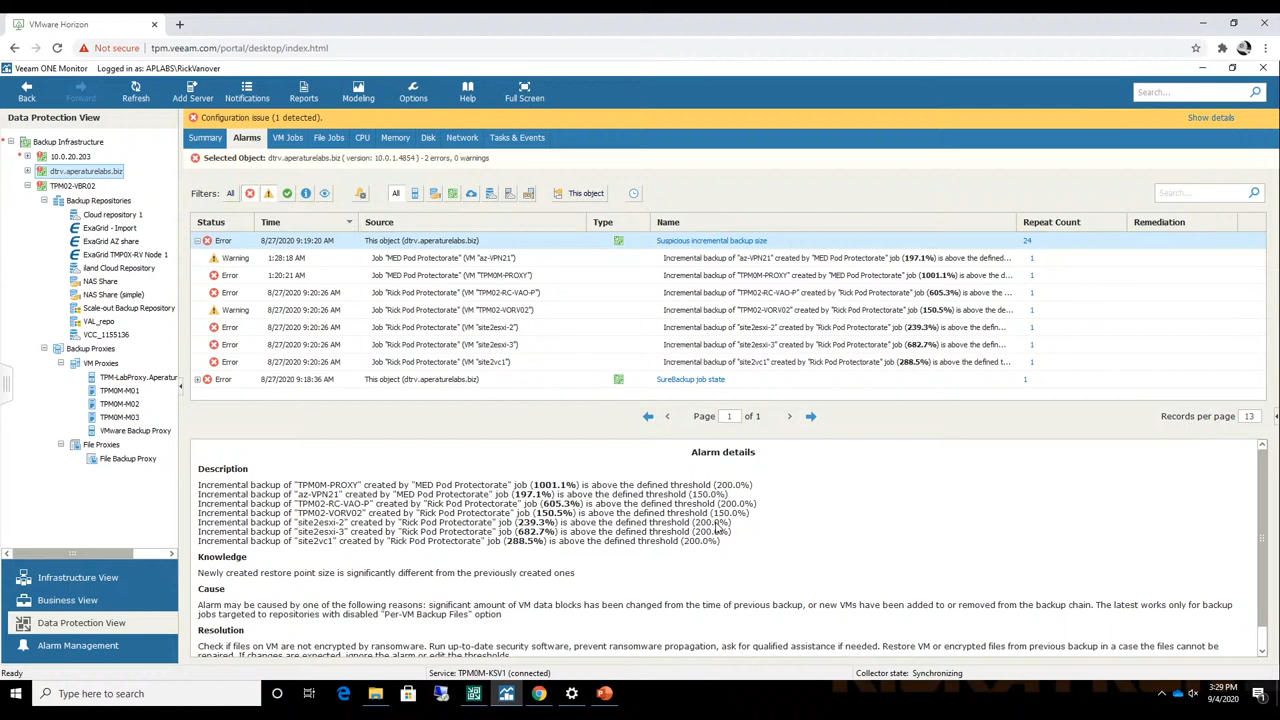 VMware Horizon
Not secure | tpm.veeam.com/portal/desktop/index.html
Veeam ONE Monitor Logged in as: APLABS\RickVanover
Back Forward Refresh Add Server Notifications Reports Modeling Options Help Full Screen Search...
Data Protection View
Configuration issue (1 detected). Show details
Backup Infrastructure
10.0.20.203
dtrv.aperaturelabs.biz
TPM02-VBR02
Backup Repositories
Cloud repository 1
ExaGrid - Import
ExaGrid AZ share
ExaGrid TMP0X-RV Node 1
iland Cloud Repository
NAS Share
NAS Share (simple)
Scale-out Backup Repository
VAL_repo
VCC_1155136
Backup Proxies
VM Proxies
TPM-LabProxy.Aperatur
TPM0M-M01
TPM0M-M02
TPM0M-M03
VMware Backup Proxy
File Proxies
File Backup Proxy
Infrastructure View
Business View
Data Protection View
Alarm Management
Summary Alarms VM Jobs File Jobs CPU Memory Disk Network Tasks & Events
Selected Object: dtrv.aperaturelabs.biz ( version: 10.0.1.4854 ) - 2 errors, 0 warnings
Filters: All All This object Search...
Status Time Source Type Name Repeat Count Remediation
Error 8/27/2020 9:19:20 AM This object (dtrv.aperaturelabs.biz) Suspicious incremental backup size 24
Warning 1:28:18 AM Job "MED Pod Protectorate" (VM "az-VPN21") Incremental backup of "az-VPN21" created by "MED Pod Protectorate" job (197.1%) is above the defined... 1
Error 1:20:21 AM Job "MED Pod Protectorate" (VM "TPM0M-PROXY") Incremental backup of "TPM0M-PROXY" created by "MED Pod Protectorate" job (1001.1%) is above the... 1
Error 8/27/2020 9:20:26 AM Job "Rick Pod Protectorate" (VM "TPM02-RC-VAO-P") Incremental backup of "TPM02-RC-VAO-P" created by "Rick Pod Protectorate" job (605.3%) is above the ... 1
Warning 8/27/2020 9:20:26 AM Job "Rick Pod Protectorate" (VM "TPM02-VORV02") Incremental backup of "TPM02-VORV02" created by "Rick Pod Protectorate" job (150.5%) is above the d... 1
Error 8/27/2020 9:20:26 AM Job "Rick Pod Protectorate" (VM "site2esxi-2") Incremental backup of "site2esxi-2" created by "Rick Pod Protectorate" job (239.3%) is above the define... 1
Error 8/27/2020 9:20:26 AM Job "Rick Pod Protectorate" (VM "site2esxi-3") Incremental backup of "site2esxi-3" created by "Rick Pod Protectorate" job (682.7%) is above the define... 1
Error 8/27/2020 9:20:26 AM Job "Rick Pod Protectorate" (VM "site2vc1") Incremental backup of "site2vc1" created by "Rick Pod Protectorate" job (288.5%) is above the defined t... 1
Error 8/27/2020 9:18:36 AM This object (dtrv.aperaturelabs.biz) SureBackup job state 1
Page 1 of 1 Records per page 13
Alarm details
Description
Incremental backup of "TPM0M-PROXY" created by "MED Pod Protectorate" job (1001.1%) is above the defined threshold (200.0%)
Incremental backup of "az-VPN21" created by "MED Pod Protectorate" job (197.1%) is above the defined threshold (150.0%)
Incremental backup of "TPM02-RC-VAO-P" created by "Rick Pod Protectorate" job (605.3%) is above the defined threshold (200.0%)
Incremental backup of "TPM02-VORV02" created by "Rick Pod Protectorate" job (150.5%) is above the defined threshold (150.0%)
Incremental backup of "site2esxi-2" created by "Rick Pod Protectorate" job (239.3%) is above the defined threshold (200.0%)
Incremental backup of "site2esxi-3" created by "Rick Pod Protectorate" job (682.7%) is above the defined threshold (200.0%)
Incremental backup of "site2vc1" created by "Rick Pod Protectorate" job (288.5%) is above the defined threshold (200.0%)
Knowledge
Newly created restore point size is significantly different from the previously created ones
Cause
Alarm may be caused by one of the following reasons: significant amount of VM data blocks has been changed from the time of previous backup, or new VMs have been added to or removed from the backup chain. The latest works only for backup
jobs targeted to repositories with disabled "Per-VM Backup Files" option
Resolution
Check if files on VM are not encrypted by ransomware. Run up-to-date security software, prevent ransomware propagation, ask for qualified assistance if needed. Restore VM or encrypted files from previous backup in a case the files cannot be
repaired. If changes are expected, ignore the alarm or edit the thresholds.
Ready Service: TPM0M-KSV1 (connected) Collector state: Synchronizing
Type here to search
3:29 PM
9/4/2020